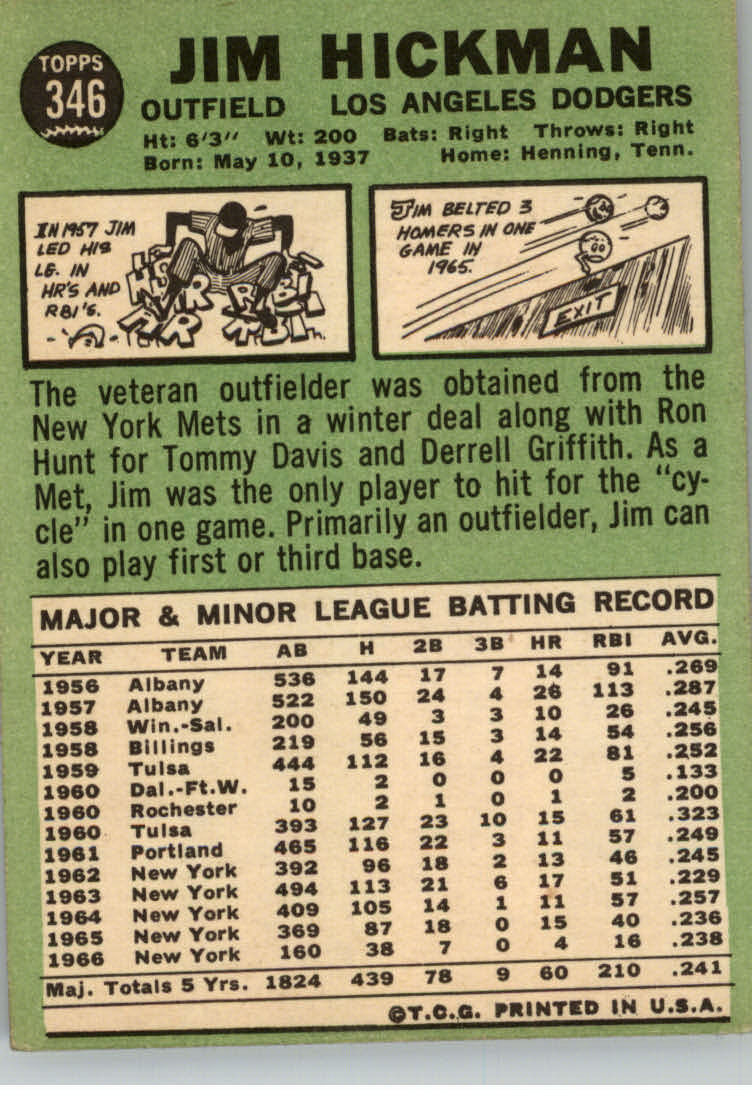 TOPPS
346
JIM HICKMAN
OUTFIELD LOS ANGELES DODGERS
Ht: 6'3" Wt: 200 Bats: Right Throws: Right
Born: May 10, 1937 Home: Henning, Tenn.
IN 1957 JIM
LED HIS
LG. IN
HR'S AND
RBI'S.
HR
HR
RBI
RBI
JIM BELTED 3
HOMERS IN ONE
GAME IN
1965.
EXIT
The veteran outfielder was obtained from the
New York Mets in a winter deal along with Ron
Hunt for Tommy Davis and Derrell Griffith. As a
Met, Jim was the only player to hit for the "cy-
cle" in one game. Primarily an outfielder, Jim can
also play first or third base.
MAJOR & MINOR LEAGUE BATTING RECORD
YEAR TEAM AB H 2B 3B HR RBI AVG.
1956 Albany 536 144 17 7 14 91 .269
1957 Albany 522 150 24 4 26 113 .287
1958 Win.-Sal. 200 49 3 3 10 26 .245
1958 Billings 219 56 15 3 14 54 .256
1959 Tulsa 444 112 16 4 22 81 .252
1960 Dal.-Ft.W. 15 2 0 0 0 5 .133
1960 Rochester 10 2 1 0 1 2 .200
1960 Tulsa 393 127 23 10 15 61 .323
1961 Portland 465 116 22 3 11 57 .249
1962 New York 392 96 18 2 13 46 .245
1963 New York 494 113 21 6 17 51 .229
1964 New York 409 105 14 1 11 57 .257
1965 New York 369 87 18 0 15 40 .236
1966 New York 160 38 7 0 4 16 .238
Maj. Totals 5 Yrs. 1824 439 78 9 60 210 .241
©T.C.G. PRINTED IN U.S.A.